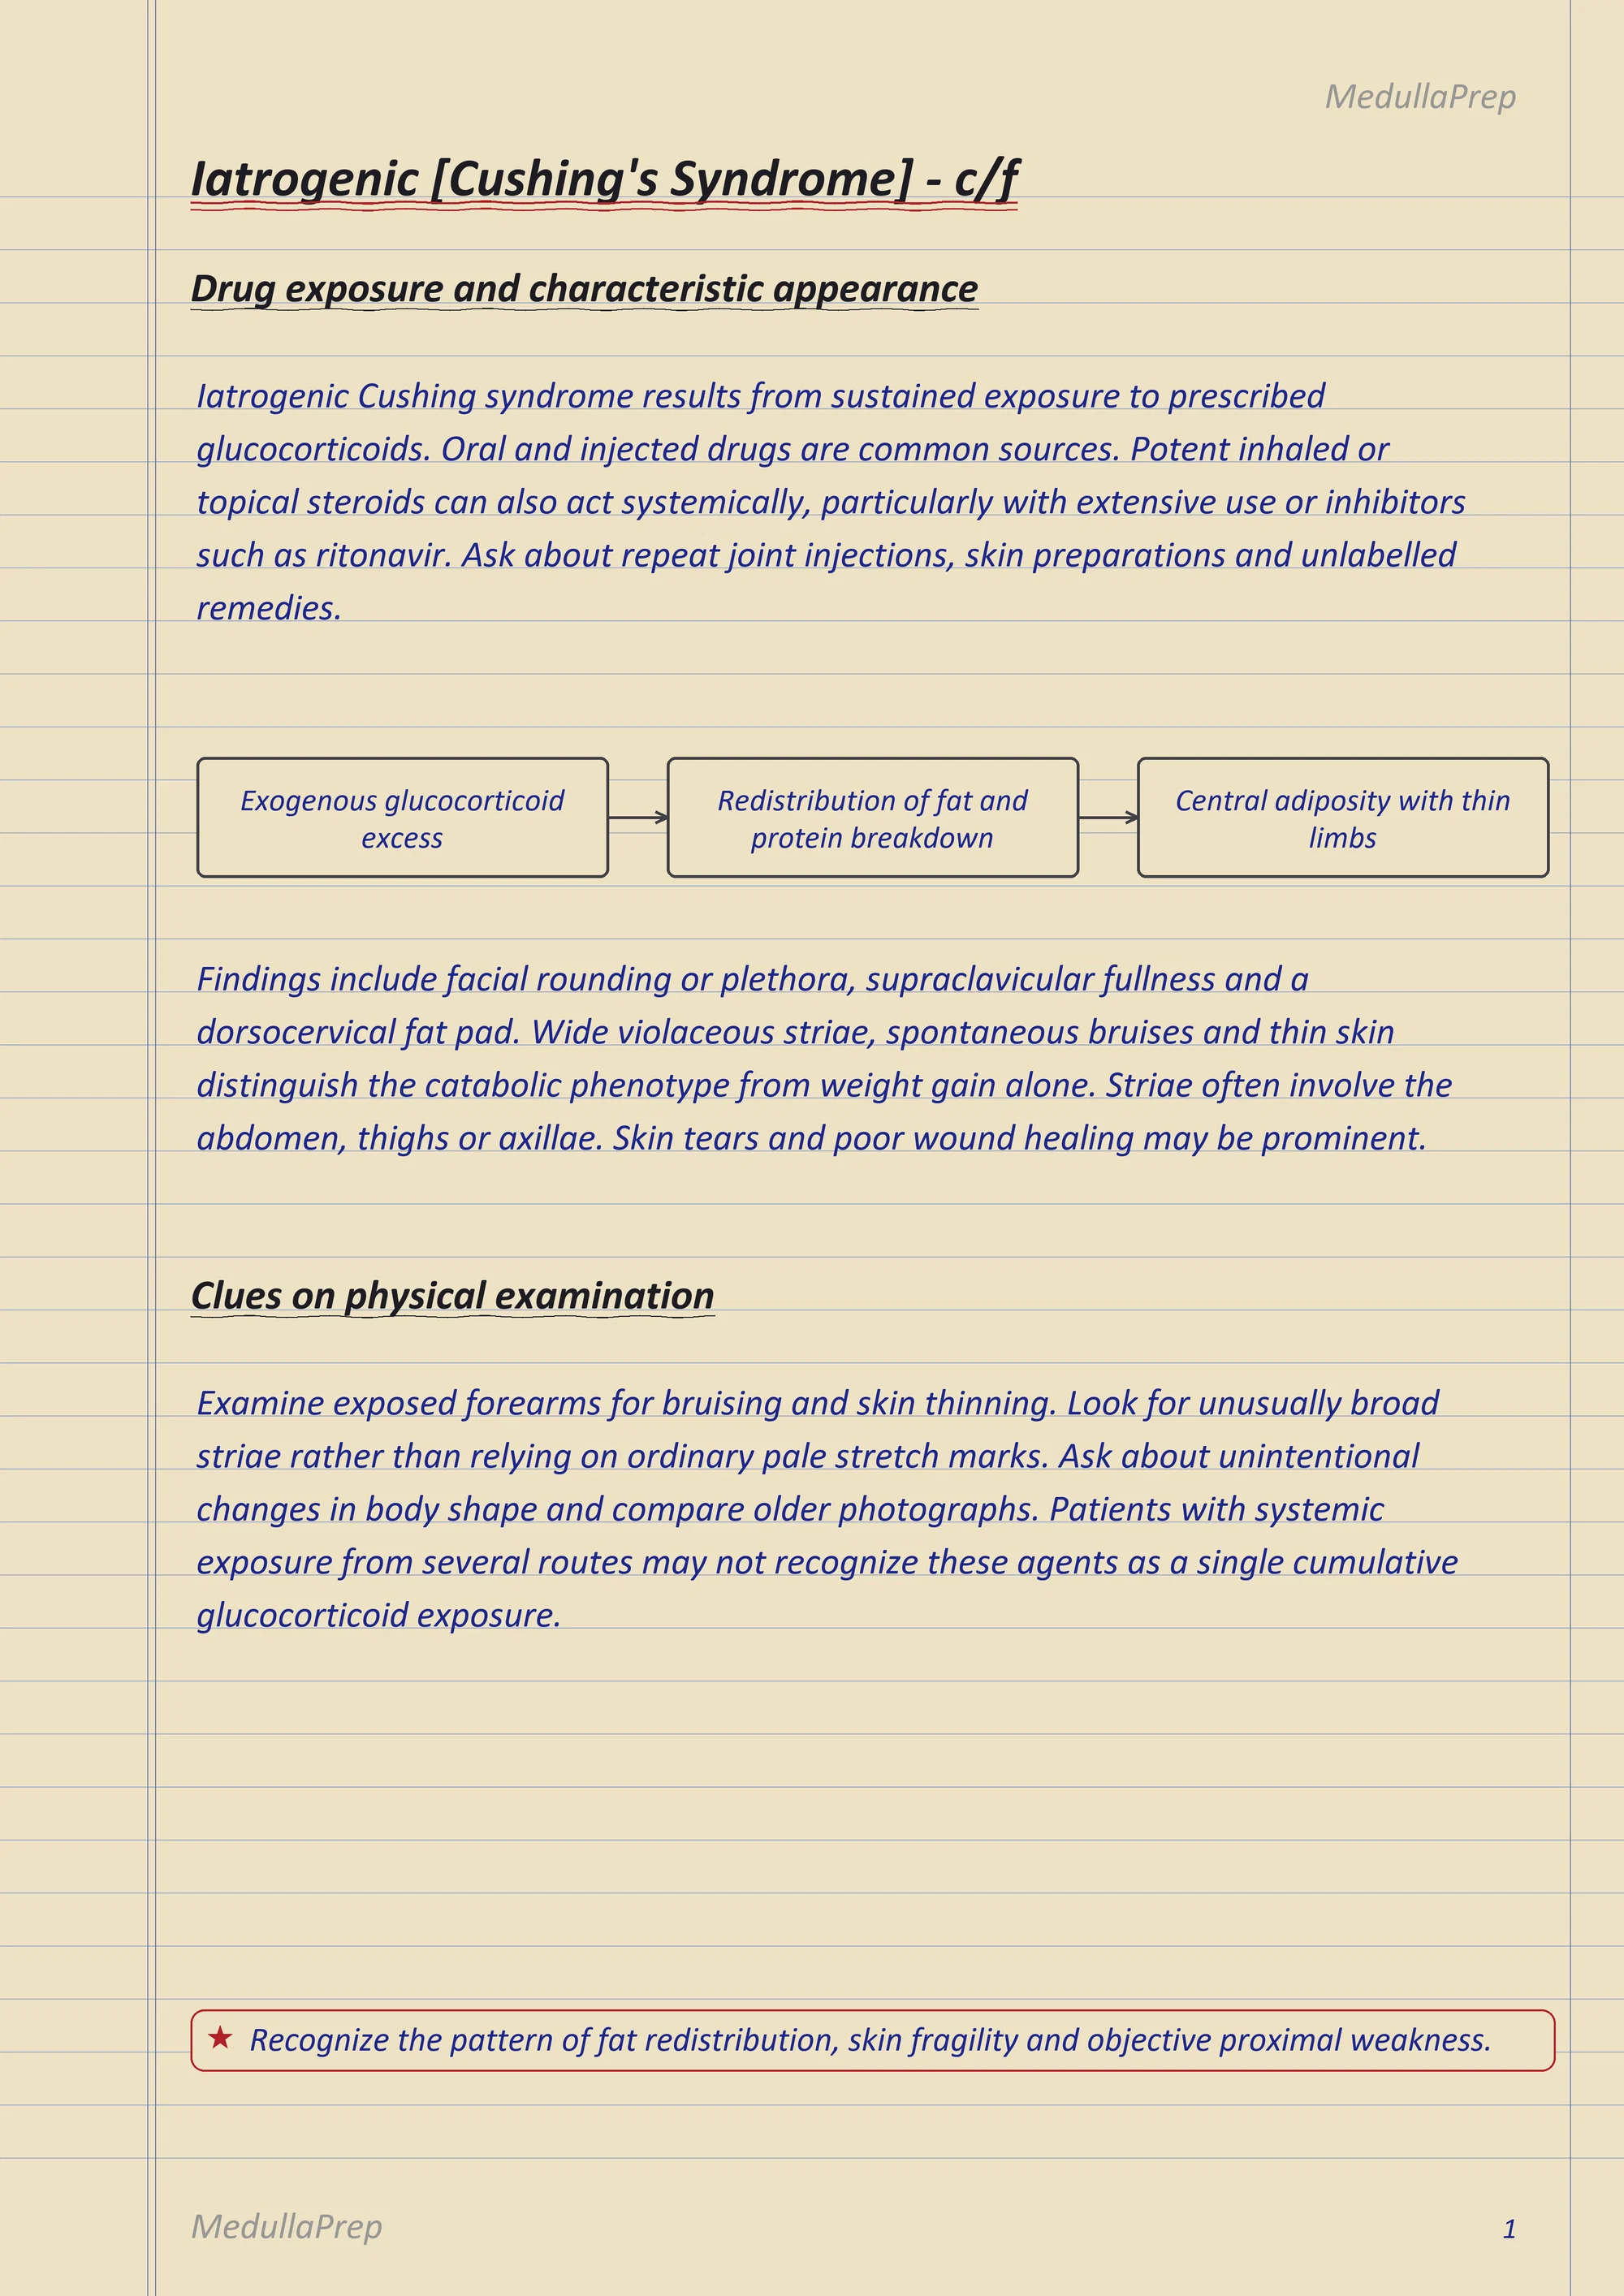 MedullaPrep
Iatrogenic [Cushing's Syndrome] - c/f
Drug exposure and characteristic appearance
Iatrogenic Cushing syndrome results from sustained exposure to prescribed
glucocorticoids. Oral and injected drugs are common sources. Potent inhaled or
topical steroids can also act systemically, particularly with extensive use or inhibitors
such as ritonavir. Ask about repeat joint injections, skin preparations and unlabelled
remedies.
Exogenous glucocorticoid
excess
Redistribution of fat and
protein breakdown
Central adiposity with thin
limbs
Findings include facial rounding or plethora, supraclavicular fullness and a
dorsocervical fat pad. Wide violaceous striae, spontaneous bruises and thin skin
distinguish the catabolic phenotype from weight gain alone. Striae often involve the
abdomen, thighs or axillae. Skin tears and poor wound healing may be prominent.
Clues on physical examination
Examine exposed forearms for bruising and skin thinning. Look for unusually broad
striae rather than relying on ordinary pale stretch marks. Ask about unintentional
changes in body shape and compare older photographs. Patients with systemic
exposure from several routes may not recognize these agents as a single cumulative
glucocorticoid exposure.
★ Recognize the pattern of fat redistribution, skin fragility and objective proximal weakness.
MedullaPrep
1